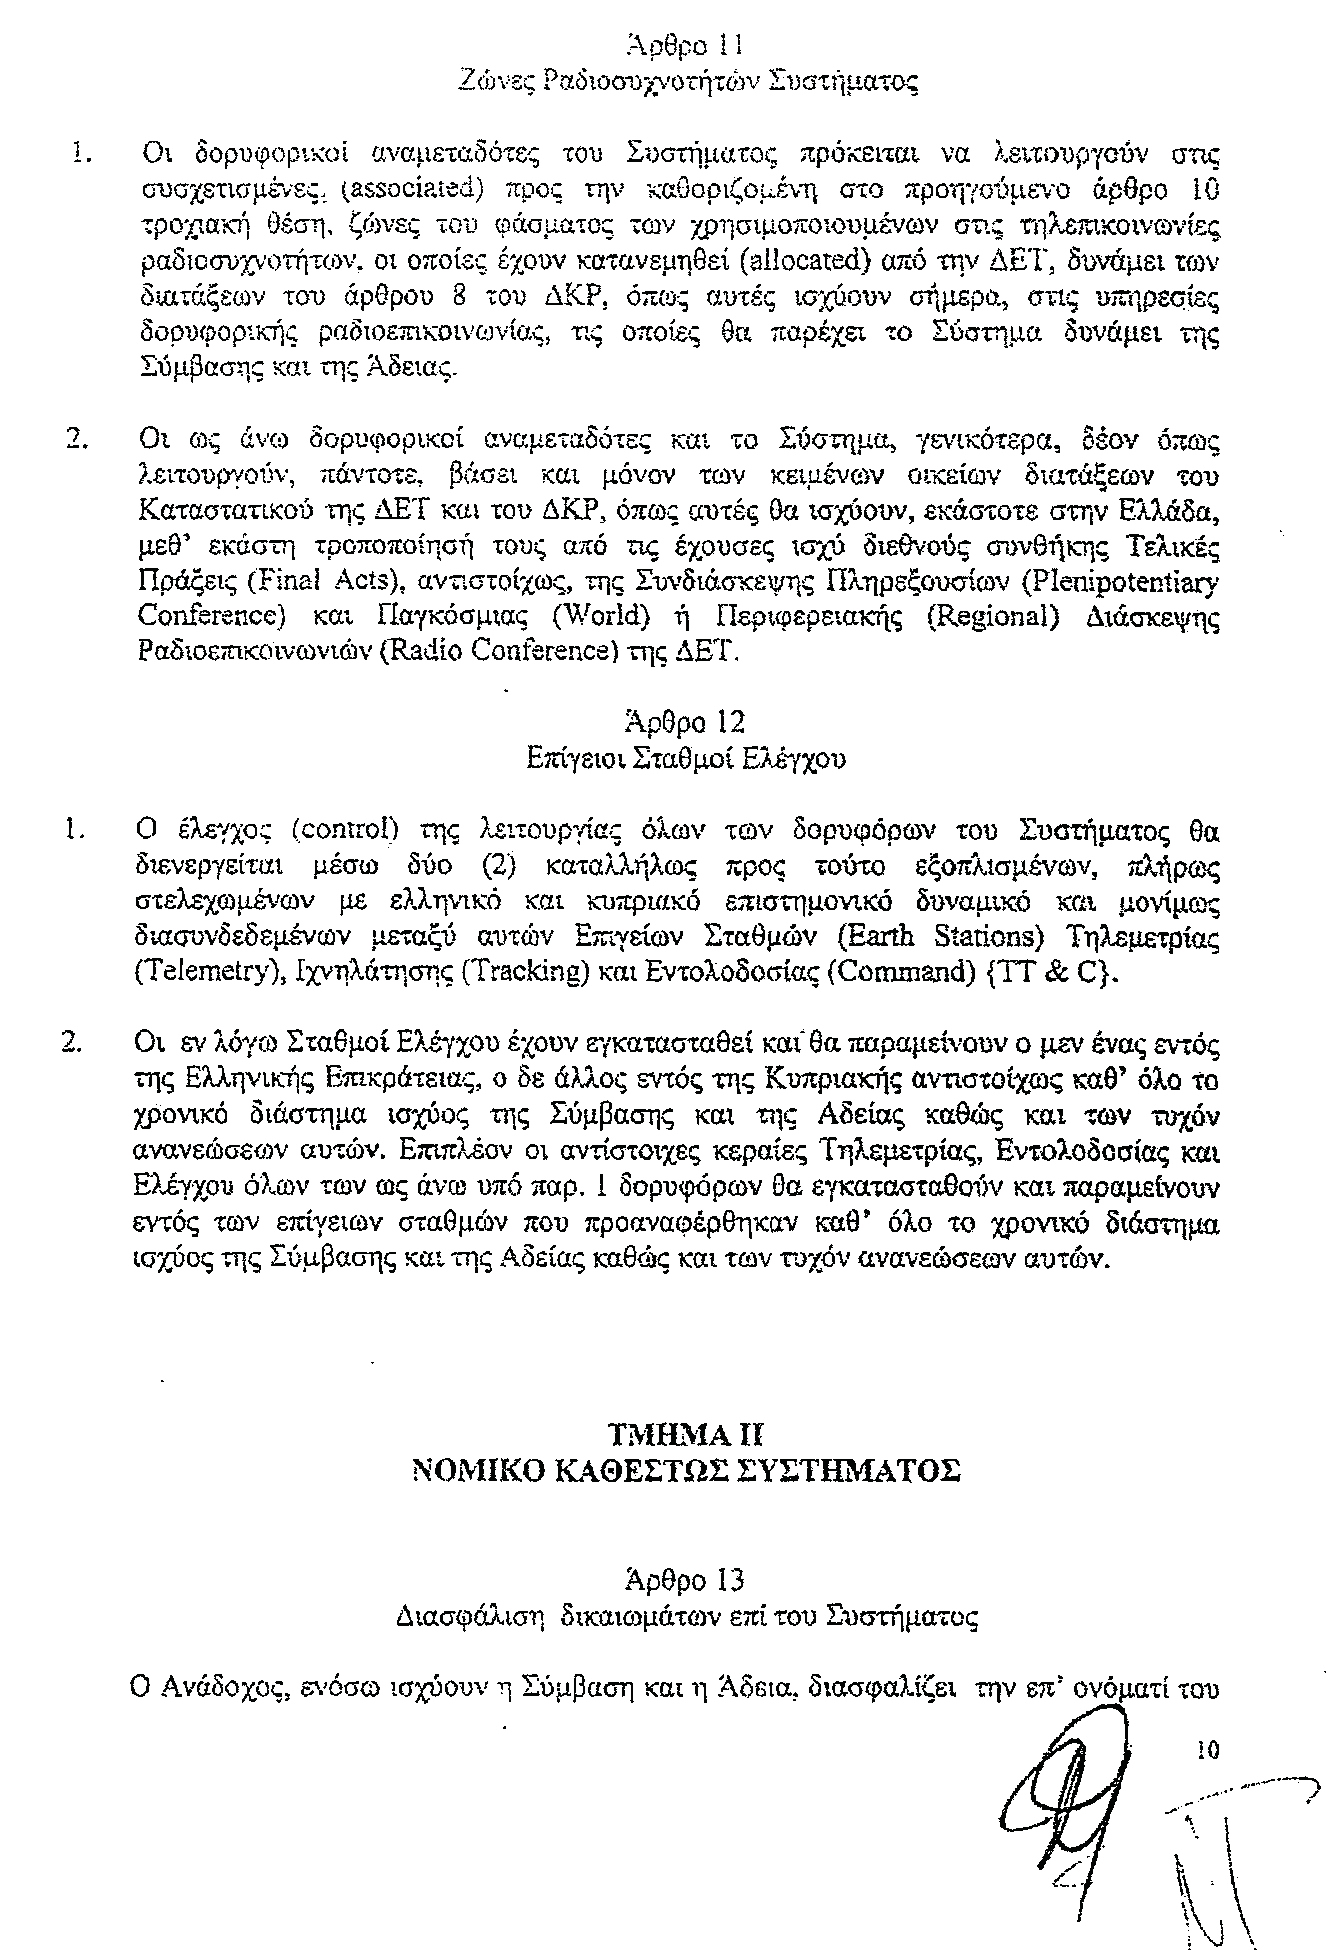 Άρθρο 11
Ζώνες Ραδιοσυχνοτήτων Συστήματος
1. Οι δορυφορικοί αναμεταδότες του Συστήματος πρόκειται να λειτουργούν στις
συσχετισμένες, (associated) προς την καθοριζομένη στο προηγούμενο άρθρο 10
τροχιακή θέση, ζώνες του φάσματος των χρησιμοποιουμένων στις τηλεπικοινωνίες
ραδιοσυχνοτήτων, οι οποίες έχουν κατανεμηθεί (allocated) από την ΔΕΤ, δυνάμει των
διατάξεων του άρθρου 8 του ΔΚΡ, όπως αυτές ισχύουν σήμερα, στις υπηρεσίες
δορυφορικής ραδιοεπικοινωνίας, τις οποίες θα παρέχει το Σύστημα δυνάμει της
Σύμβασης και της Άδειας.
2. Οι ως άνω δορυφορικοί αναμεταδότες και το Σύστημα, γενικότερα, δέον όπως
λειτουργούν, πάντοτε, βάσει και μόνον των κειμένων οικείων διατάξεων του
Καταστατικού της ΔΕΤ και του ΔΚΡ, όπως αυτές θα ισχύουν, εκάστοτε στην Ελλάδα,
μεθ’ εκάστη τροποποίησή τους από τις έχουσες ισχύ διεθνούς συνθήκης Τελικές
Πράξεις (Final Acts), αντιστοίχως, της Συνδιάσκεψης Πληρεξουσίων (Plenipotentiary
Conference) και Παγκόσμιας (World) ή Περιφερειακής (Regional) Διάσκεψης
Ραδιοεπικοινωνιών (Radio Conference) της ΔΕΤ.
Άρθρο 12
Επίγειοι Σταθμοί Ελέγχου
1. Ο έλεγχος (control) της λειτουργίας όλων των δορυφόρων του Συστήματος θα
διενεργείται μέσω δύο (2) καταλλήλως προς τούτο εξοπλισμένων, πλήρως
στελεχωμένων με ελληνικό και κυπριακό επιστημονικό δυναμικό και μονίμως
διασυνδεδεμένων μεταξύ αυτών Επιγείων Σταθμών (Earth Stations) Τηλεμετρίας
(Telemetry), Ιχνηλάτησης (Tracking) και Εντολοδοσίας (Command) {TT & C}.
2. Οι εν λόγω Σταθμοί Ελέγχου έχουν εγκατασταθεί και θα παραμείνουν ο μεν ένας εντός
της Ελληνικής Επικράτειας, ο δε άλλος εντός της Κυπριακής αντιστοίχως καθ’ όλο το
χρονικό διάστημα ισχύος της Σύμβασης και της Αδείας καθώς και των τυχόν
ανανεώσεων αυτών. Επιπλέον οι αντίστοιχες κεραίες Τηλεμετρίας, Εντολοδοσίας και
Ελέγχου όλων των ως άνω υπό παρ. 1 δορυφόρων θα εγκατασταθούν και παραμείνουν
εντός των επίγειων σταθμών που προαναφέρθηκαν καθ’ όλο το χρονικό διάστημα
ισχύος της Σύμβασης και της Αδείας καθώς και των τυχόν ανανεώσεων αυτών.
ΤΜΗΜΑ ΙΙ
ΝΟΜΙΚΟ ΚΑΘΕΣΤΩΣ ΣΥΣΤΗΜΑΤΟΣ
Άρθρο 13
Διασφάλιση δικαιωμάτων επί του Συστήματος
Ο Ανάδοχος, ενόσω ισχύουν η Σύμβαση και η Άδεια, διασφαλίζει την επ’ ονόματί του
10